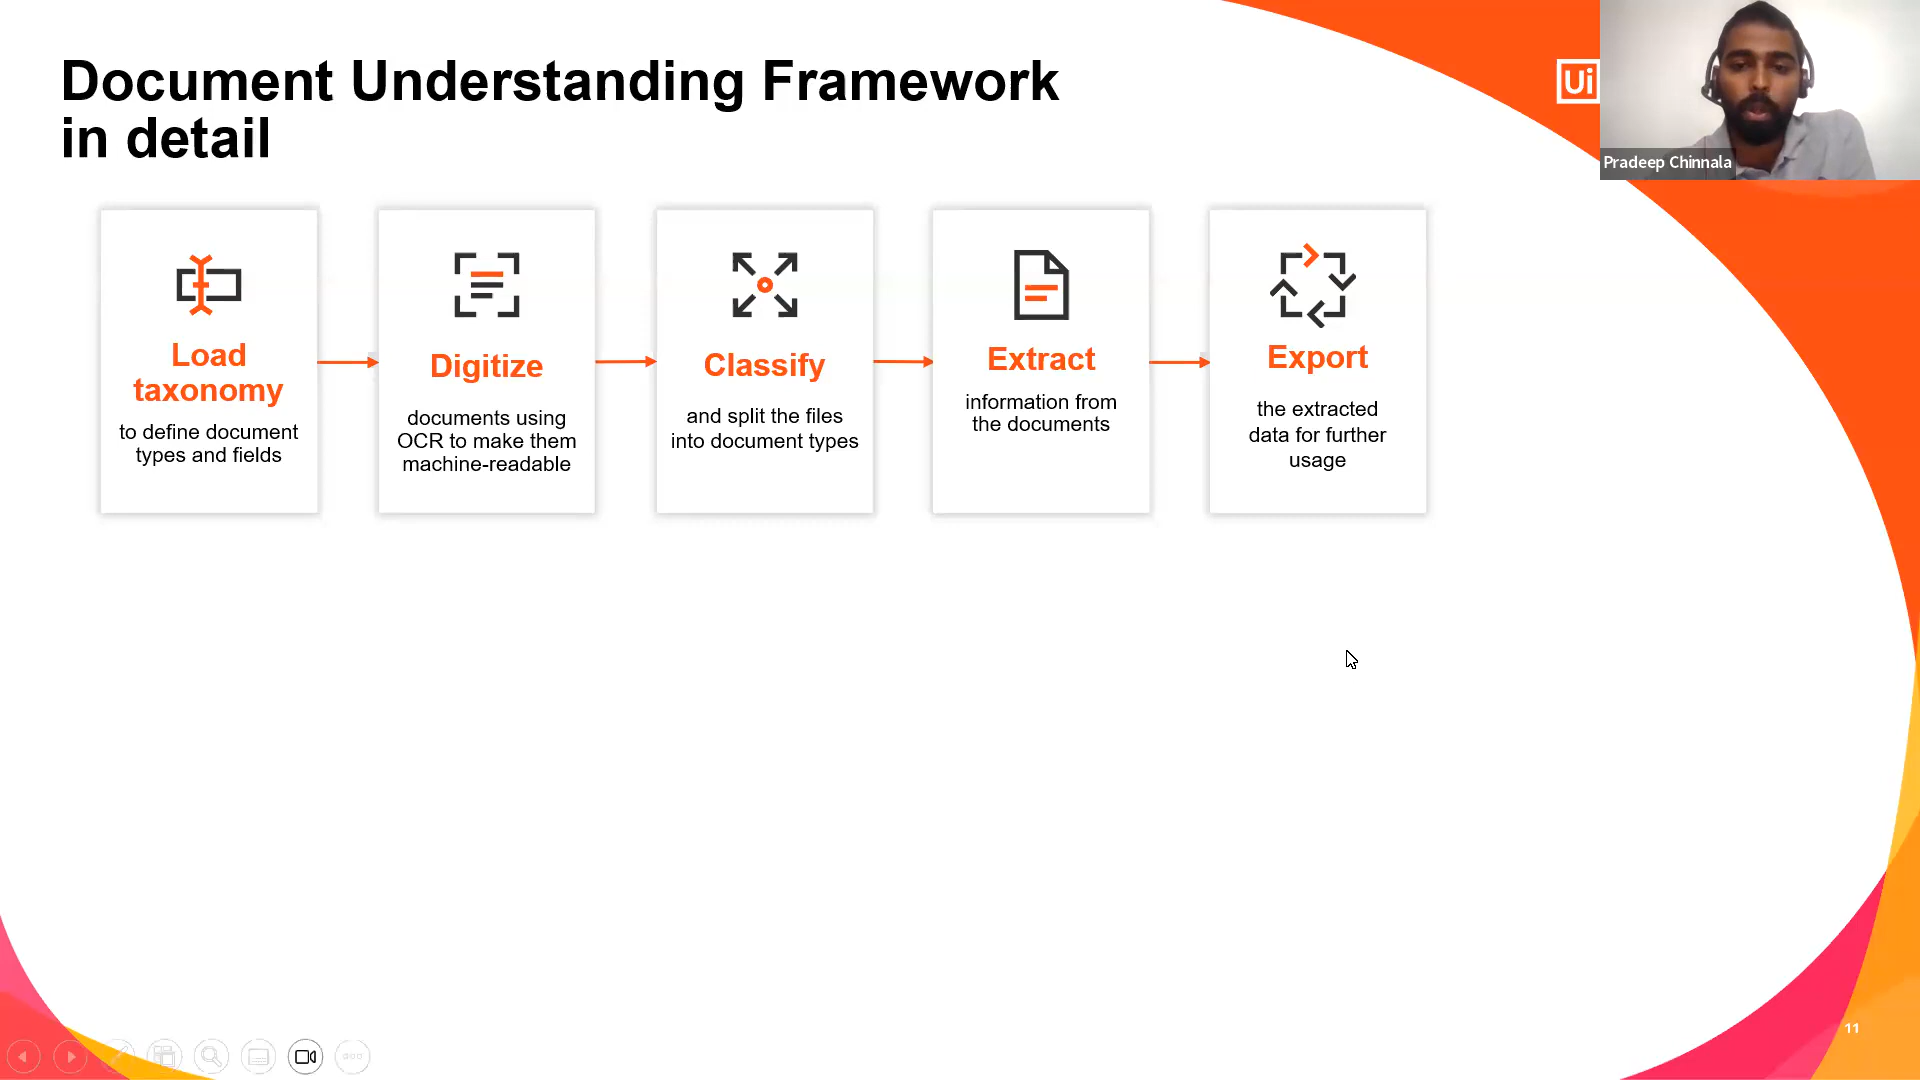 Document Understanding Framework
in detail
Ui
Pradeep Chinnala
Load
taxonomy
to define document
types and fields
Digitize
documents using
OCR to make them
machine-readable
Classify
and split the files
into document types
Extract
information from
the documents
Export
the extracted
data for further
usage
11